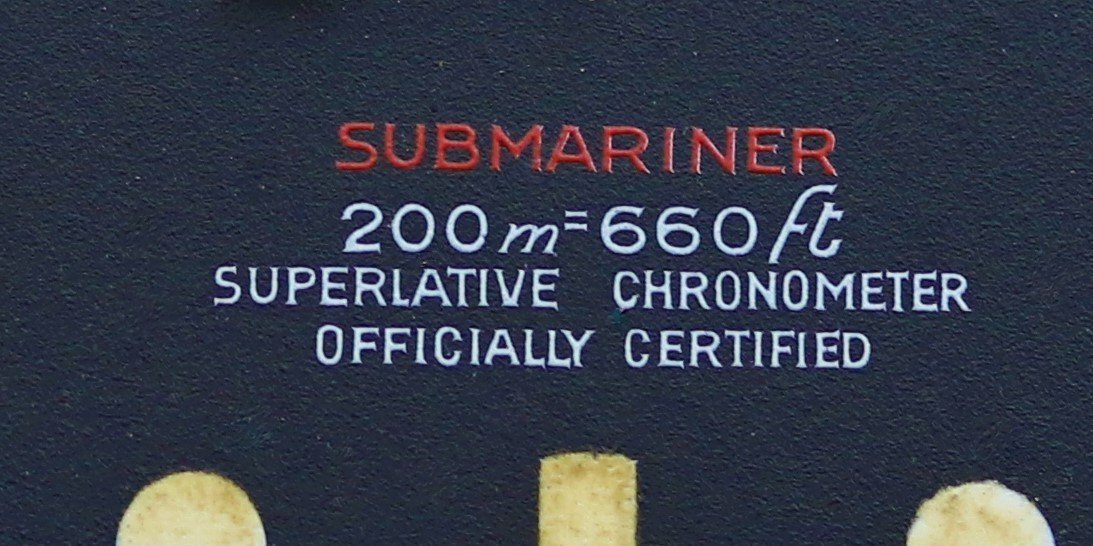 SUBMARINER
200m=660ft
SUPERLATIVE CHRONOMETER
OFFICIALLY CERTIFIED